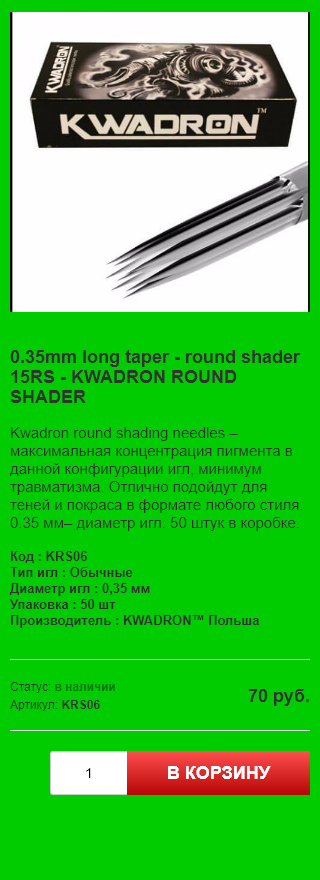 KWADRON
KWADRON™
0.35mm long taper - round shader
15RS - KWADRON ROUND
SHADER
Kwadron round shading needles –
максимальная концентрация пигмента в
данной конфигурации игл, минимум
травматизма. Отлично подойдут для
теней и покраса в формате любого стиля.
0.35 мм– диаметр игл. 50 штук в коробке.
Код : KRS06
Тип игл : Обычные
Диаметр игл : 0,35 мм
Упаковка : 50 шт
Производитель : KWADRON™ Польша
Статус: в наличии
Артикул: KRS06
70 руб.
1
В КОРЗИНУ